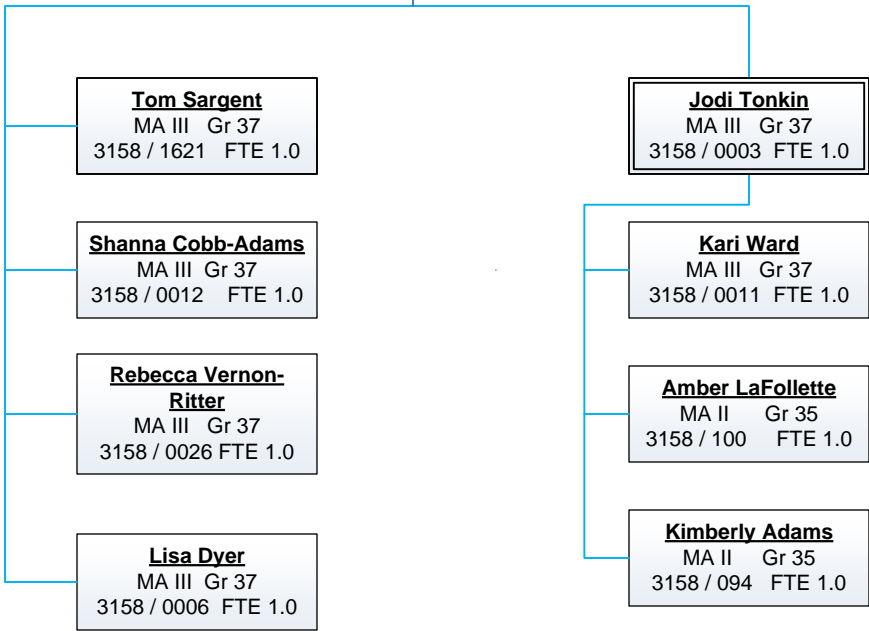 Tom Sargent
MA III Gr 37
3158 / 1621 FTE 1.0
Shanna Cobb-Adams
MA III Gr 37
3158 / 0012 FTE 1.0
Rebecca Vernon-
Ritter
MA III Gr 37
3158 / 0026 FTE 1.0
Lisa Dyer
MA III Gr 37
3158 / 0006 FTE 1.0
Jodi Tonkin
MA III Gr 37
3158 / 0003 FTE 1.0
Kari Ward
MA III Gr 37
3158 / 0011 FTE 1.0
Amber LaFollette
MA II Gr 35
3158 / 100 FTE 1.0
Kimberly Adams
MA II Gr 35
3158 / 094 FTE 1.0